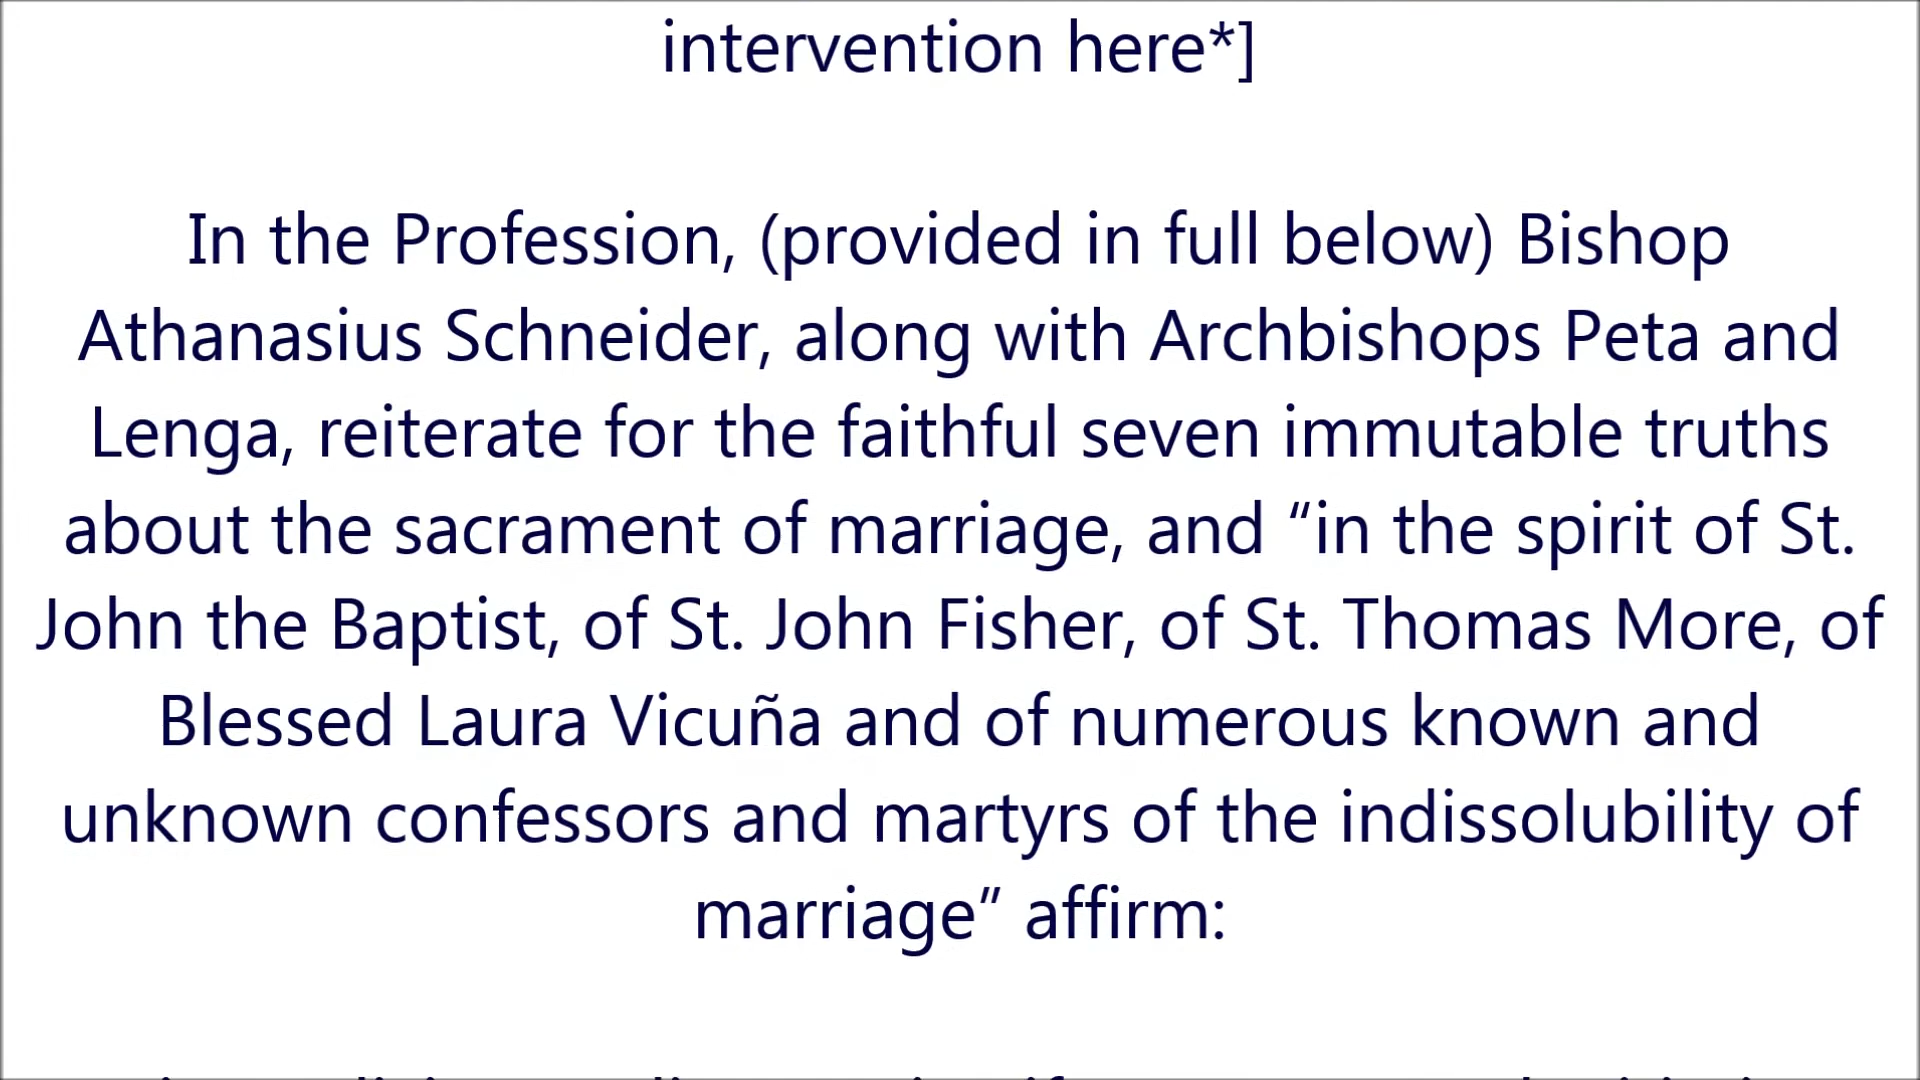 intervention here*]
In the Profession, (provided in full below) Bishop
Athanasius Schneider, along with Archbishops Peta and
Lenga, reiterate for the faithful seven immutable truths
about the sacrament of marriage, and “in the spirit of St.
John the Baptist, of St. John Fisher, of St. Thomas More, of
Blessed Laura Vicuña and of numerous known and
unknown confessors and martyrs of the indissolubility of
marriage” affirm: